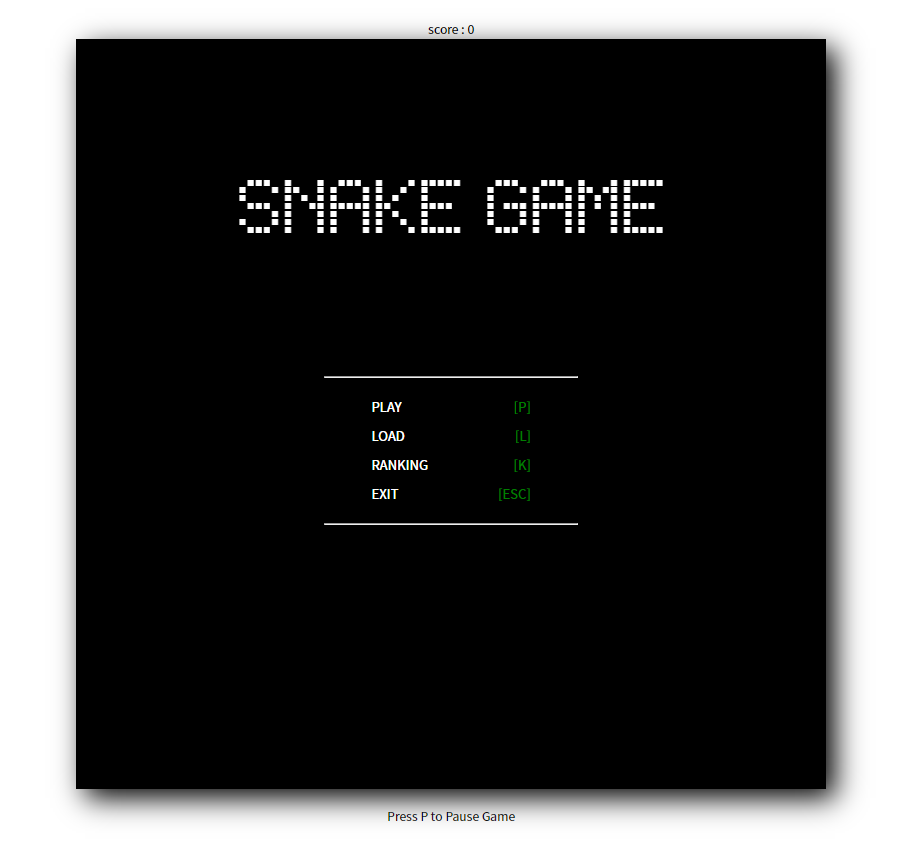 score : 0
SNAKE GAME
PLAY [P]
LOAD [L]
RANKING [K]
EXIT [ESC]
Press P to Pause Game